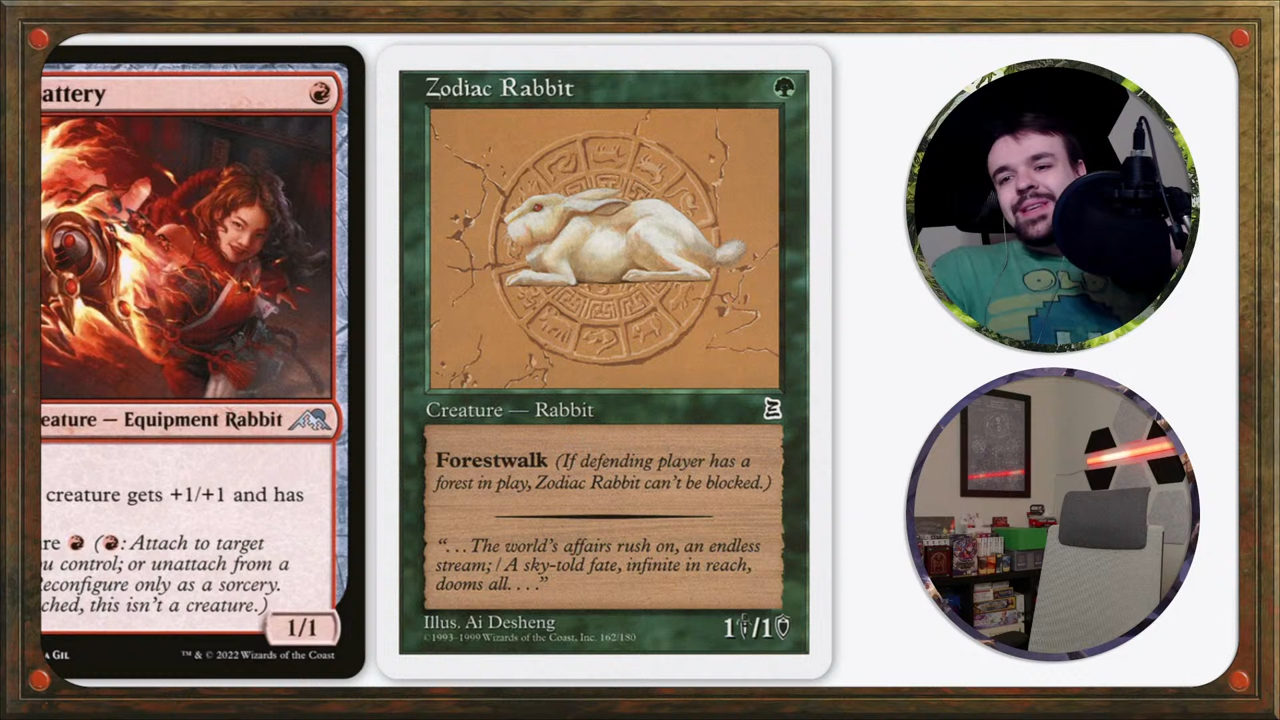 attery
eature — Equipment Rabbit
creature gets +1/+1 and has
re ( : Attach to target
u control; or unattach from a
econfigure only as a sorcery.
ched, this isn't a creature.)
1/1
A GIL
™ & © 2022 Wizards of the Coast
Zodiac Rabbit
Creature — Rabbit
Forestwalk (If defending player has a
forest in play, Zodiac Rabbit can't be blocked.)
“. . . The world's affairs rush on, an endless
stream; / A sky-told fate, infinite in reach,
dooms all. . . .”
Illus. Ai Desheng
©1993–1999 Wizards of the Coast, Inc. 162/180
1/1
OLD